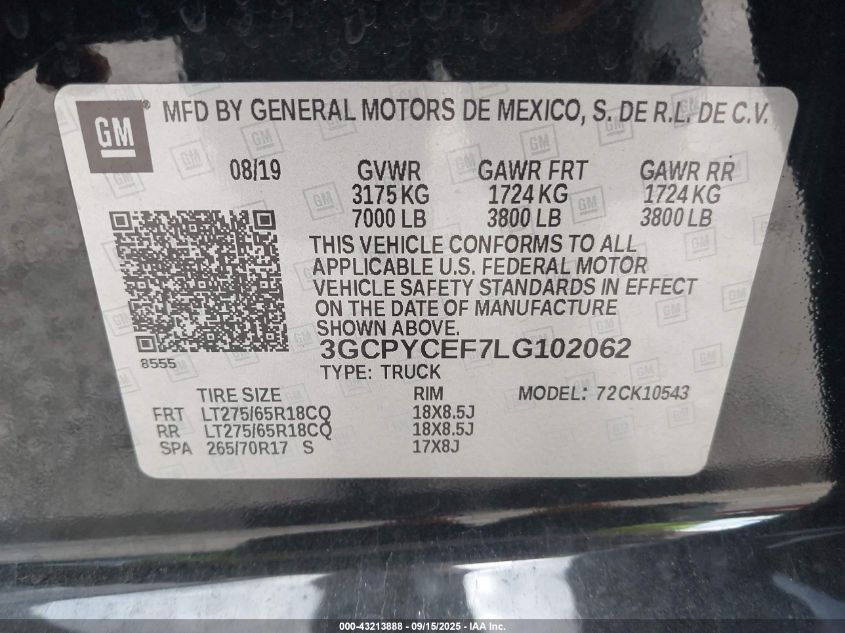 GM
MFD BY GENERAL MOTORS DE MEXICO, S. DE R.L. DE C.V.
08/19 GVWR GAWR FRT GAWR RR
3175 KG 1724 KG 1724 KG
7000 LB 3800 LB 3800 LB
THIS VEHICLE CONFORMS TO ALL
APPLICABLE U.S. FEDERAL MOTOR
VEHICLE SAFETY STANDARDS IN EFFECT
ON THE DATE OF MANUFACTURE
SHOWN ABOVE.
8555
3GCPYCEF7LG102062
TYPE: TRUCK
TIRE SIZE RIM MODEL: 72CK10543
FRT LT275/65R18CQ 18X8.5J
RR LT275/65R18CQ 18X8.5J
SPA 265/70R17 S 17X8J
000-43213888 - 09/15/2025 - IAAI.COM